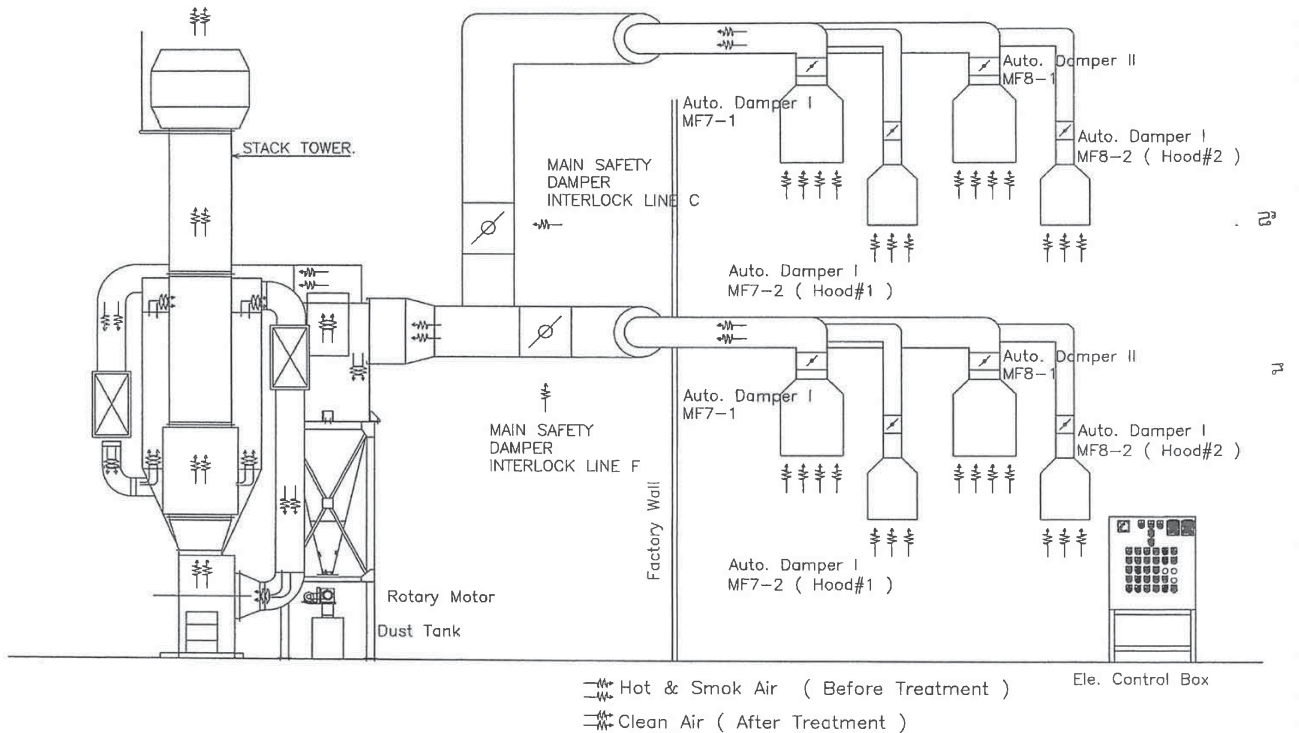 Auto. Damper II
MF8-1
Auto. Damper I
MF7-1
Auto. Damper I
MF8-2 ( Hood#2 )
STACK TOWER.
MAIN SAFETY
DAMPER
INTERLOCK LINE C
Auto. Damper I
MF7-2 ( Hood#1 )
Auto. Damper II
MF8-1
Auto. Damper I
MF7-1
MAIN SAFETY
DAMPER
INTERLOCK LINE F
Auto. Damper I
MF8-2 ( Hood#2 )
Factory Wall
Auto. Damper I
MF7-2 ( Hood#1 )
Rotary Motor
Dust Tank
Ele. Control Box
Hot & Smok Air ( Before Treatment )
Clean Air ( After Treatment )